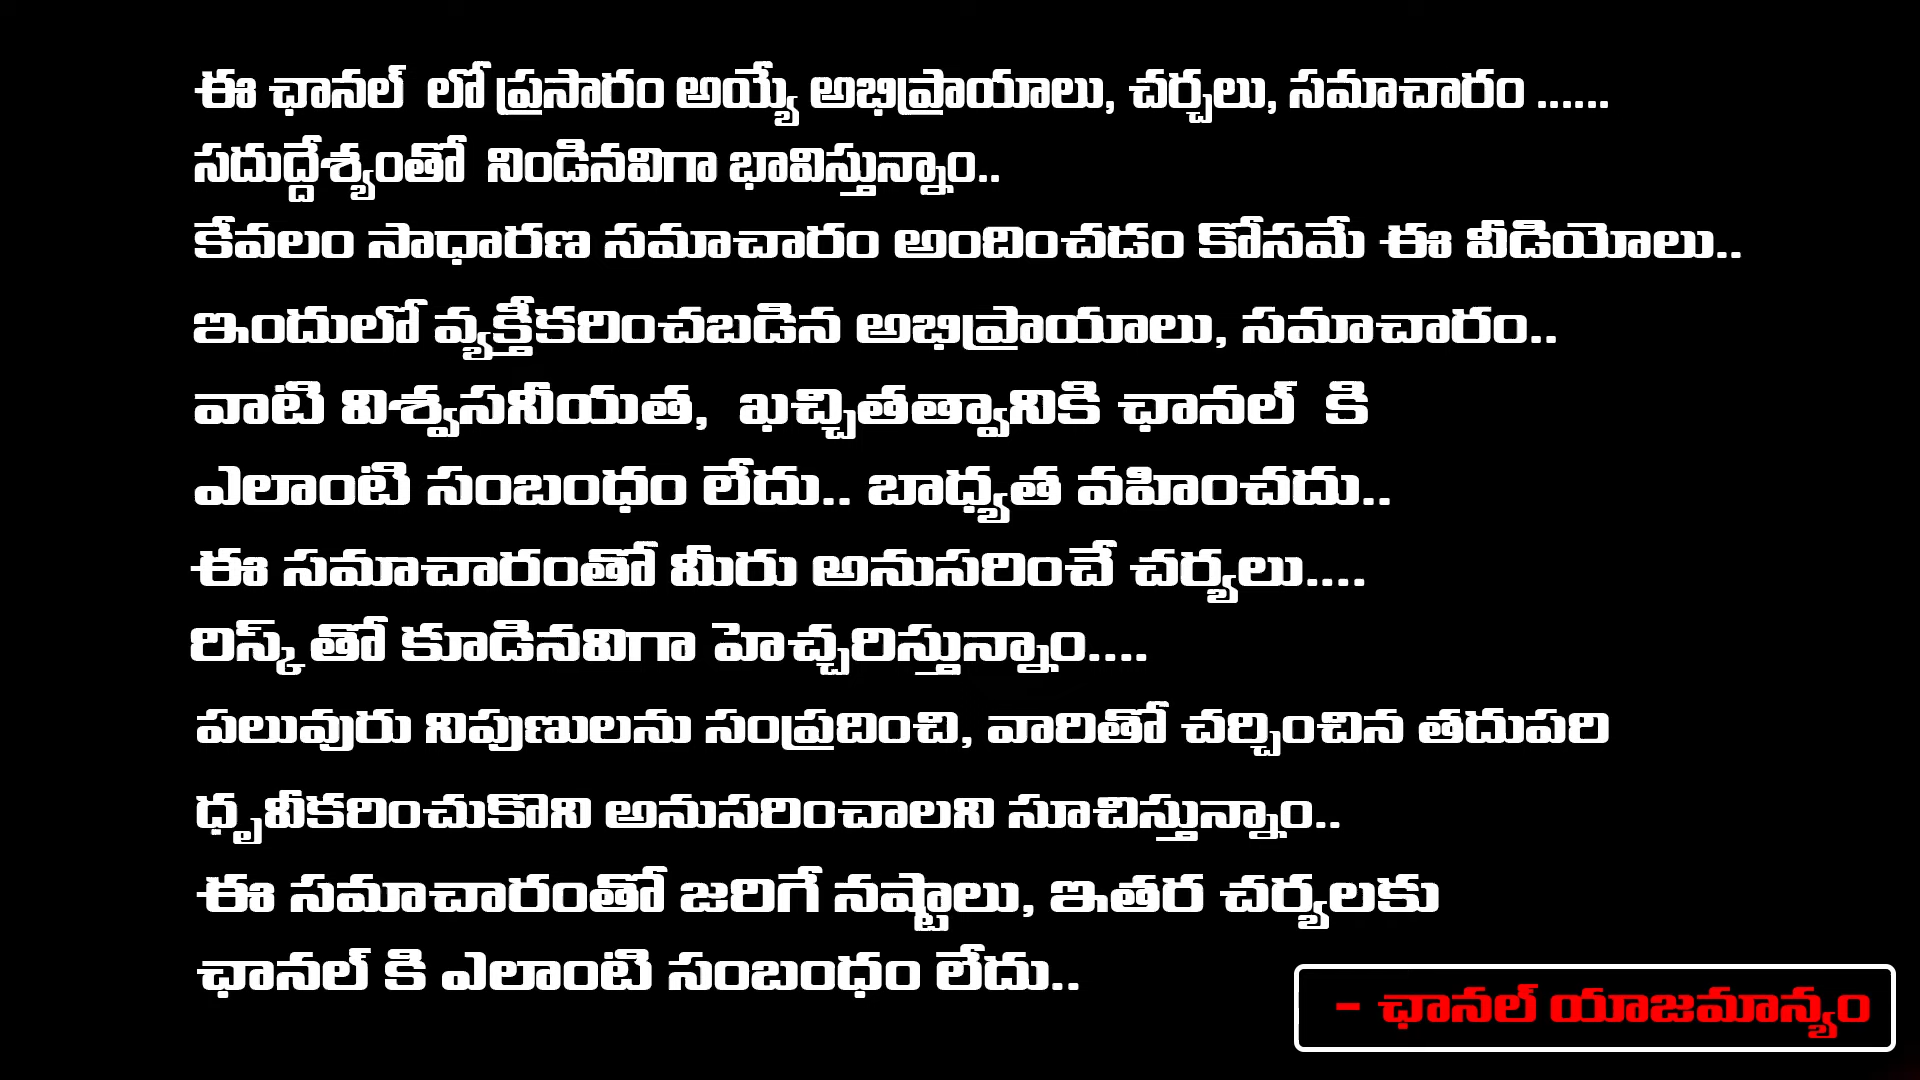 ఈ ఛానల్ లో ప్రసారం అయ్యే అభిప్రాయాలు, చర్చలు, సమాచారం ......
సదుద్దేశ్యంతో నిండినవిగా భావిస్తున్నాం..
కేవలం సాధారణ సమాచారం అందించడం కోసమే ఈ వీడియోలు..
ఇందులో వ్యక్తీకరించబడిన అభిప్రాయాలు, సమాచారం..
వాటి విశ్వసనీయత, ఖచ్చితత్వానికి ఛానల్ కి
ఎలాంటి సంబంధం లేదు.. బాధ్యత వహించదు..
ఈ సమాచారంతో మీరు అనుసరించే చర్యలు....
రిస్క్ తో కూడినవిగా హెచ్చరిస్తున్నాం....
పలువురు నిపుణులను సంప్రదించి, వారితో చర్చించిన తదుపరి
ధృవీకరించుకొని అనుసరించాలని సూచిస్తున్నాం..
ఈ సమాచారంతో జరిగే నష్టాలు, ఇతర చర్యలకు
ఛానల్ కి ఎలాంటి సంబంధం లేదు..
- ఛానల్ యాజమాన్యం